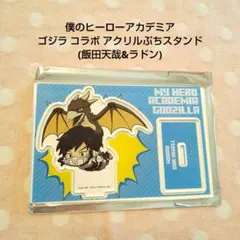 僕のヒーローアカデミア
ゴジラ コラボ アクリルぷちスタンド
(飯田天哉&ラドン)
MY HERO
ACADEMIA
GODZILLA